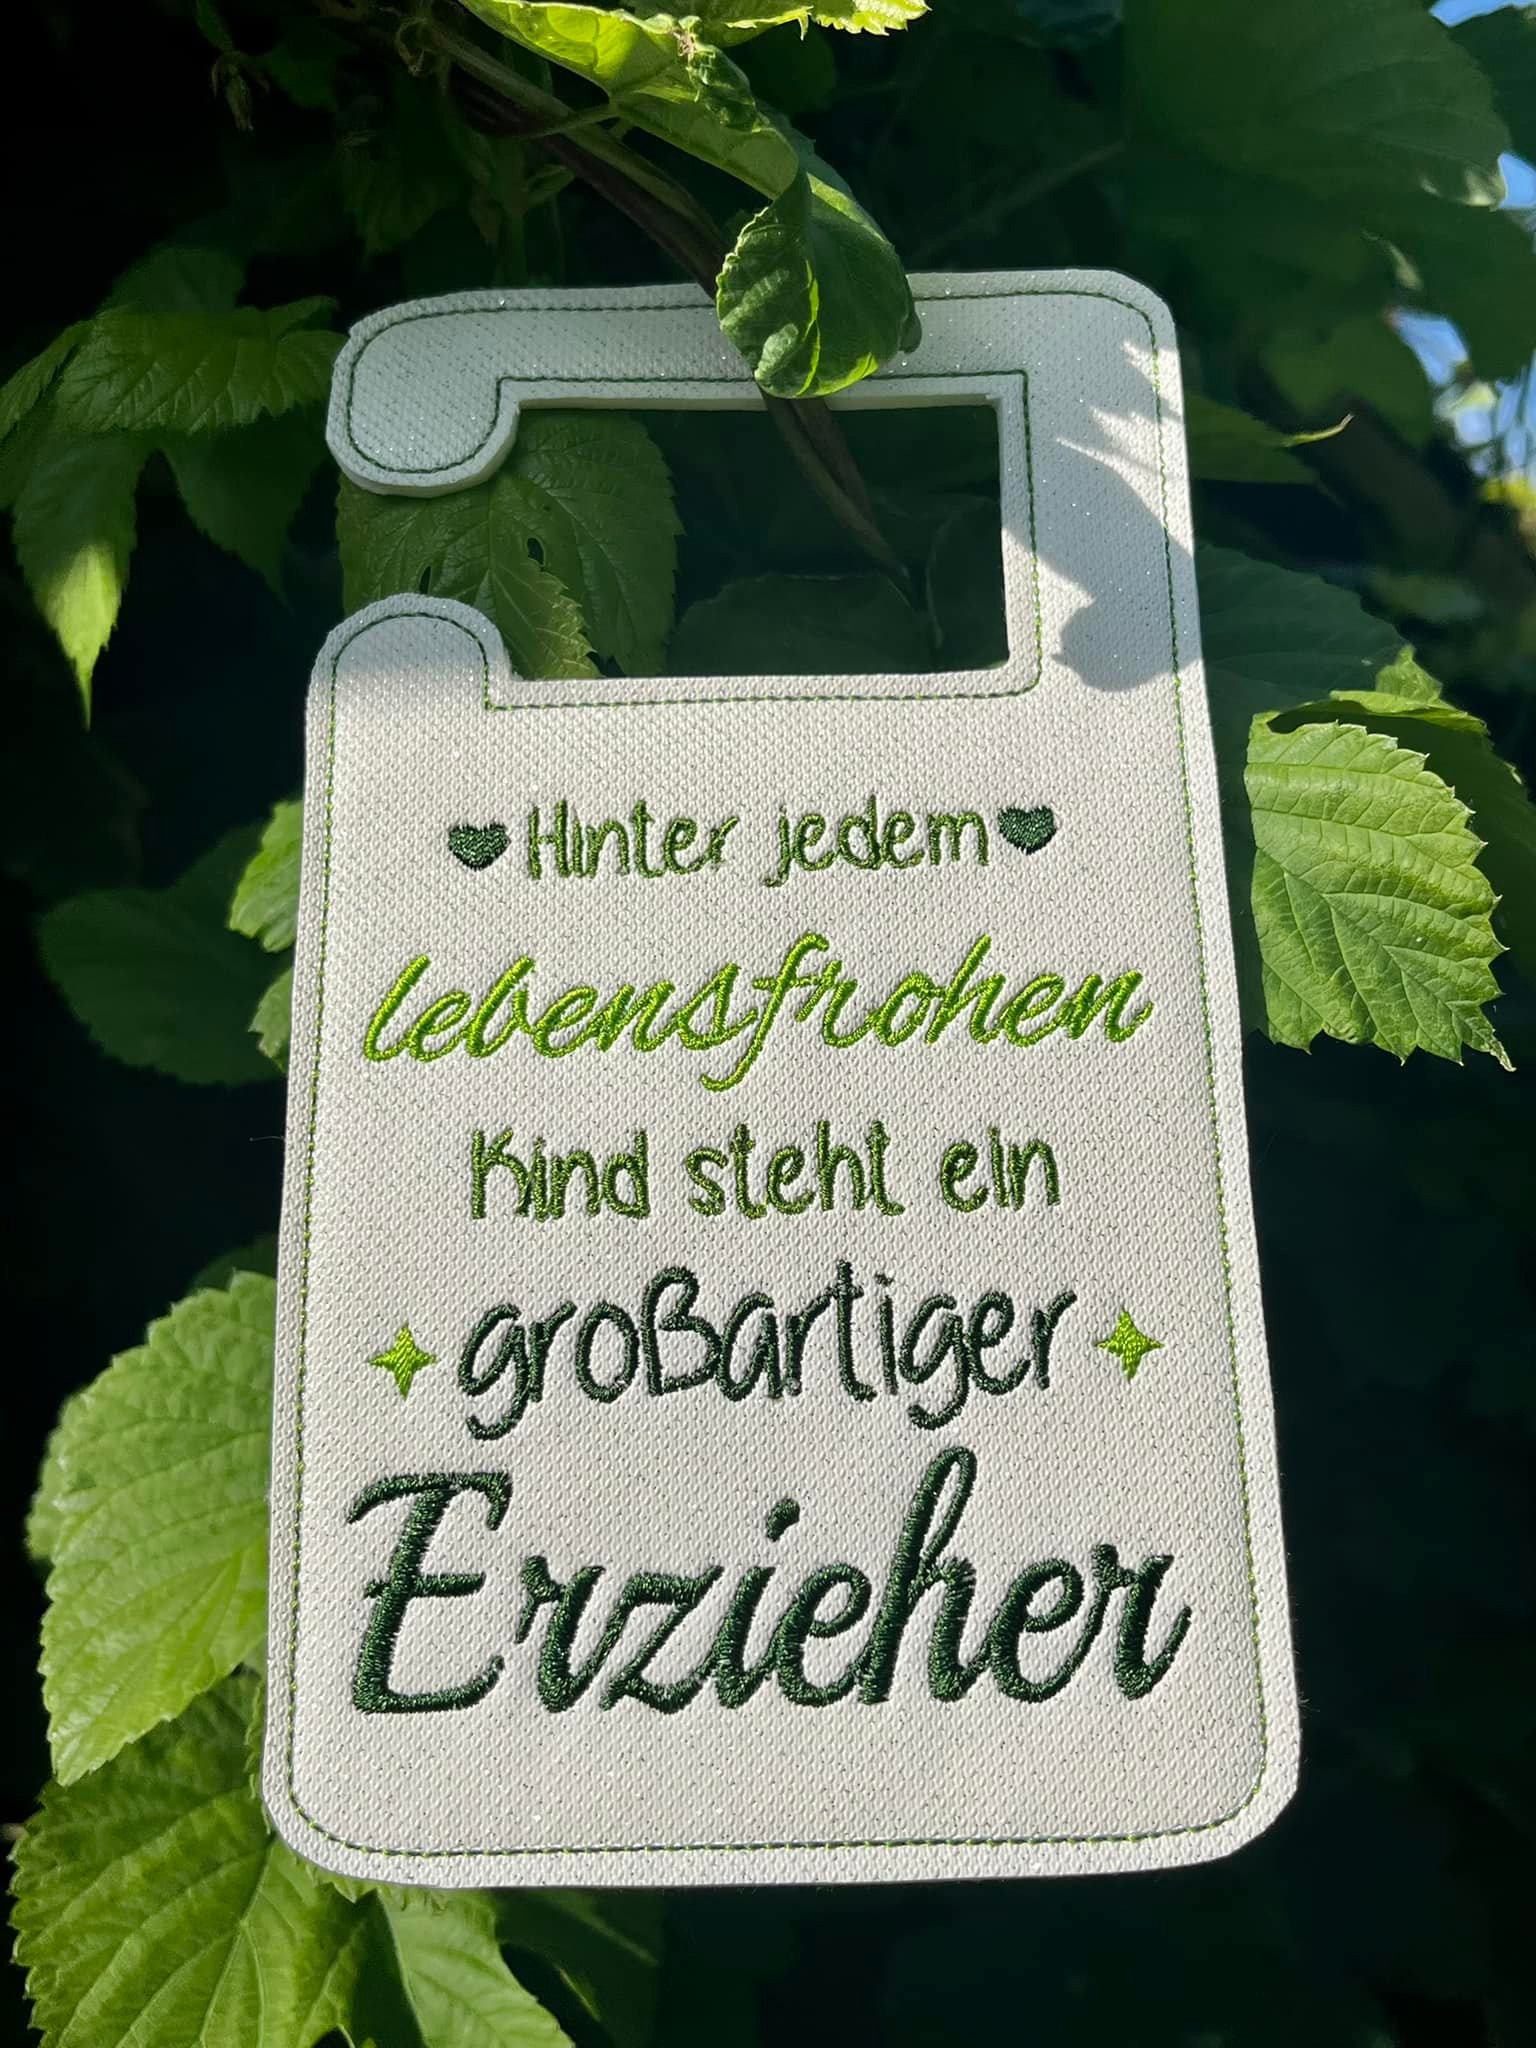 Hinter jedem
lebensfrohen
Kind steht ein
großartiger
Erzieher